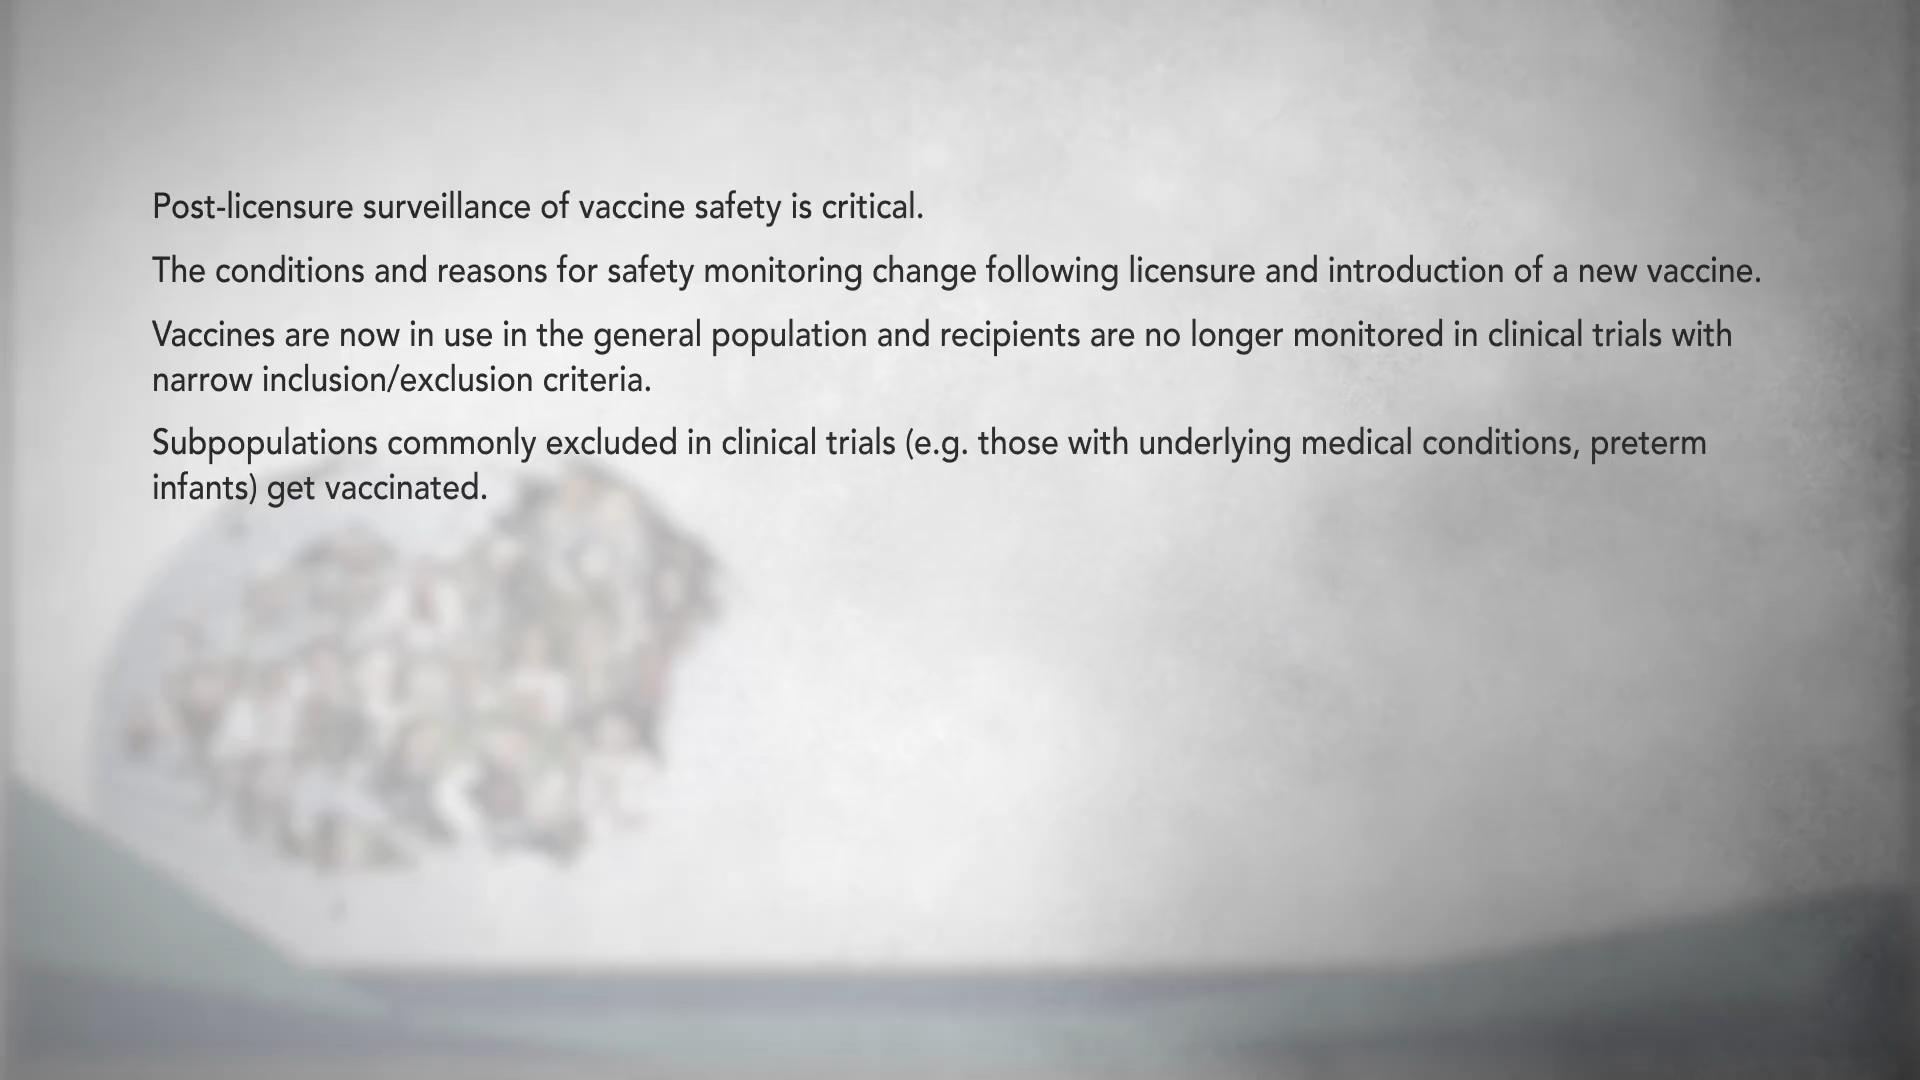 Post-licensure surveillance of vaccine safety is critical.
The conditions and reasons for safety monitoring change following licensure and introduction of a new vaccine.
Vaccines are now in use in the general population and recipients are no longer monitored in clinical trials with
narrow inclusion/exclusion criteria.
Subpopulations commonly excluded in clinical trials (e.g. those with underlying medical conditions, preterm
infants) get vaccinated.